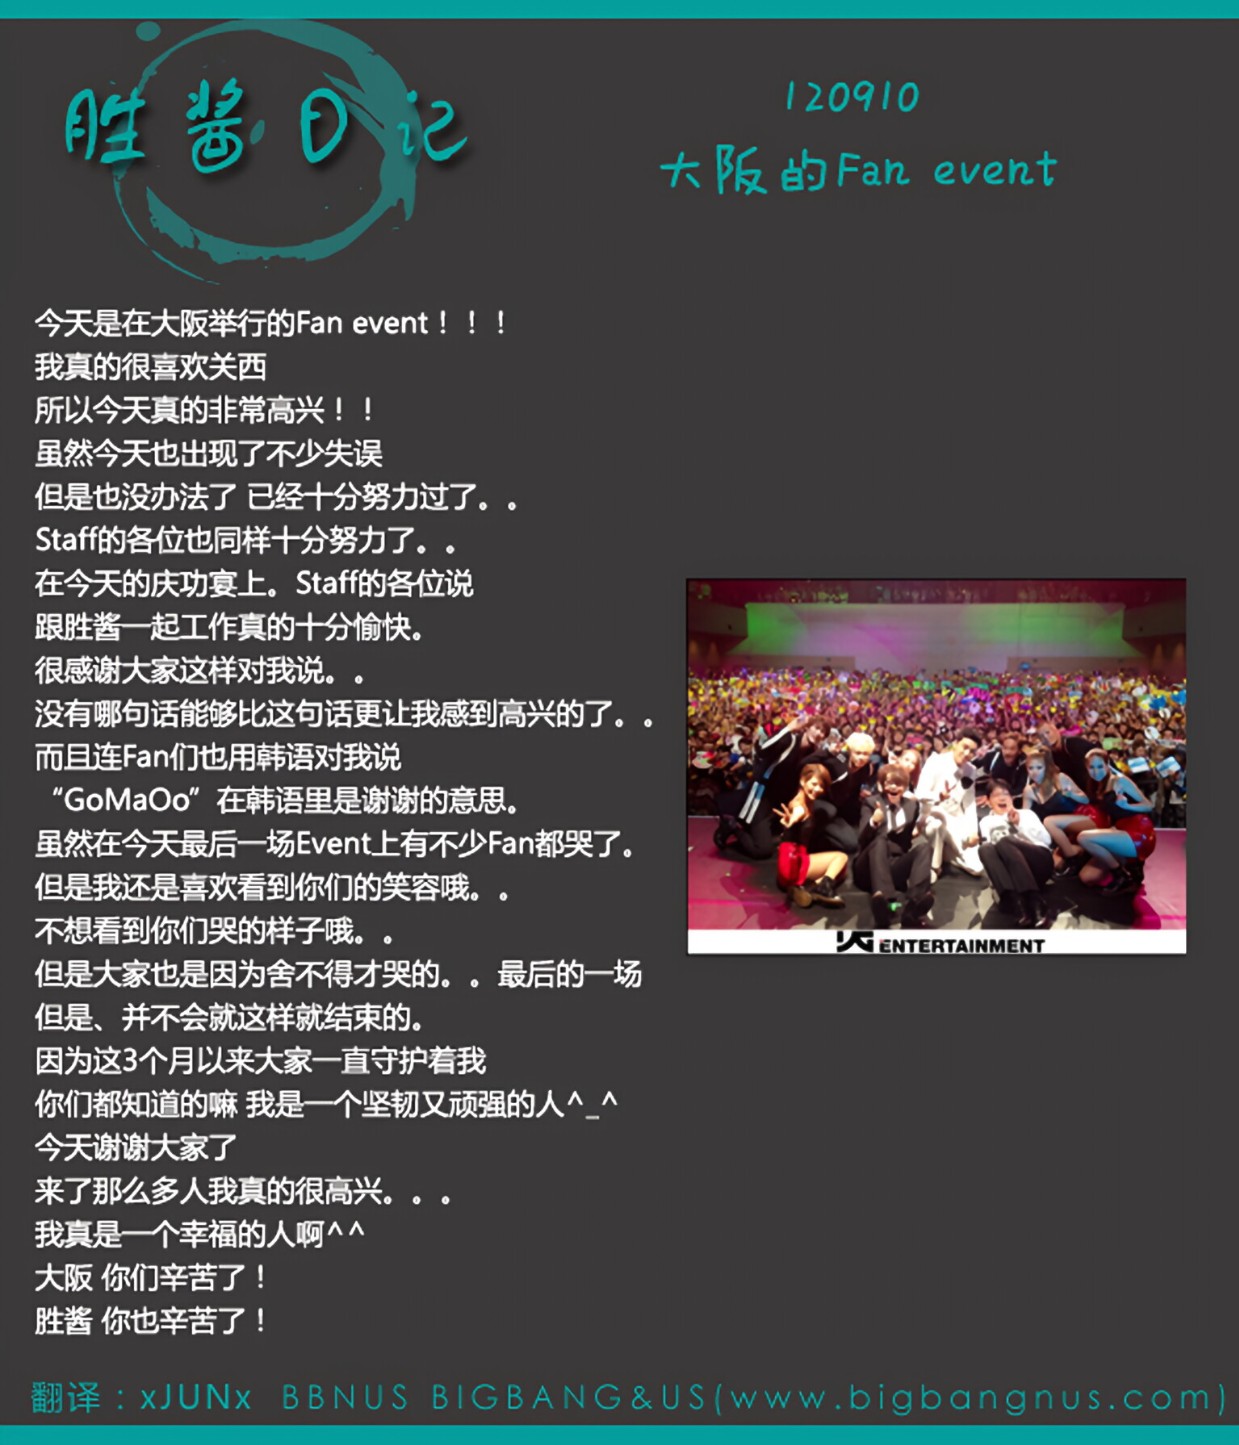 胜酱日记
120910
大阪的Fan event
今天是在大阪举行的Fan event！！！
我真的很喜欢关西
所以今天真的非常高兴！！
虽然今天也出现了不少失误
但是也没办法了 已经十分努力过了。。
Staff的各位也同样十分努力了。。
在今天的庆功宴上。Staff的各位说
跟胜酱一起工作真的十分愉快。
很感谢大家这样对我说。。
没有哪句话能够比这句话更让我感到高兴的了。。
而且连Fan们也用韩语对我说
“GoMaOo”在韩语里是谢谢的意思。
虽然在今天最后一场Event上有不少Fan都哭了。
但是我还是喜欢看到你们的笑容哦。。
不想看到你们哭的样子哦。。
但是大家也是因为舍不得才哭的。。最后的一场
但是、并不会就这样就结束的。
因为这3个月以来大家一直守护着我
你们都知道的嘛 我是一个坚韧又顽强的人^_^
今天谢谢大家了
来了那么多人我真的很高兴。。。
我真是一个幸福的人啊^^
大阪 你们辛苦了！
胜酱 你也辛苦了！
YG ENTERTAINMENT
翻译：xJUNx BBNUS BIGBANG&US(www.bigbangnus.com)